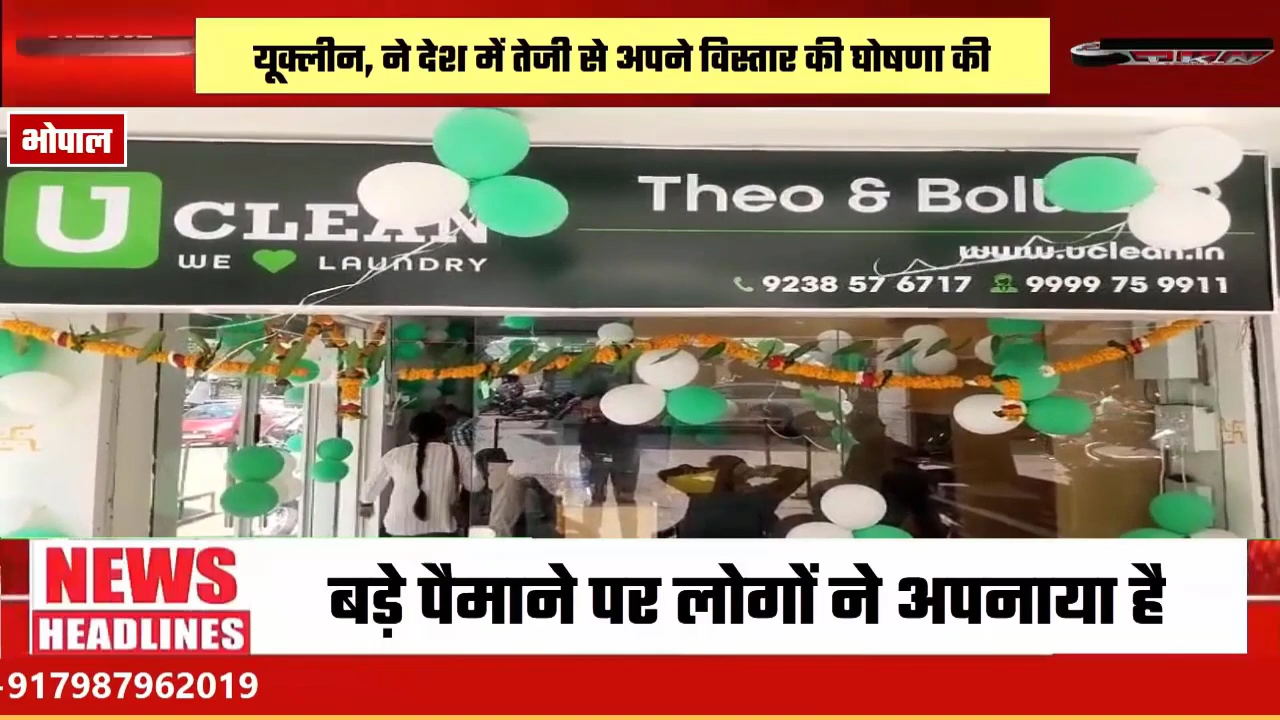 यूक्लीन, ने देश में तेजी से अपने विस्तार की घोषणा की
TKN
भोपाल
U CLEAN
WE LAUNDRY
Theo &
www.uclean.in
9238 57 6717 9999 75 9911
NEWS
HEADLINES
बड़े पैमाने पर लोगों ने अपनाया है
-917987962019